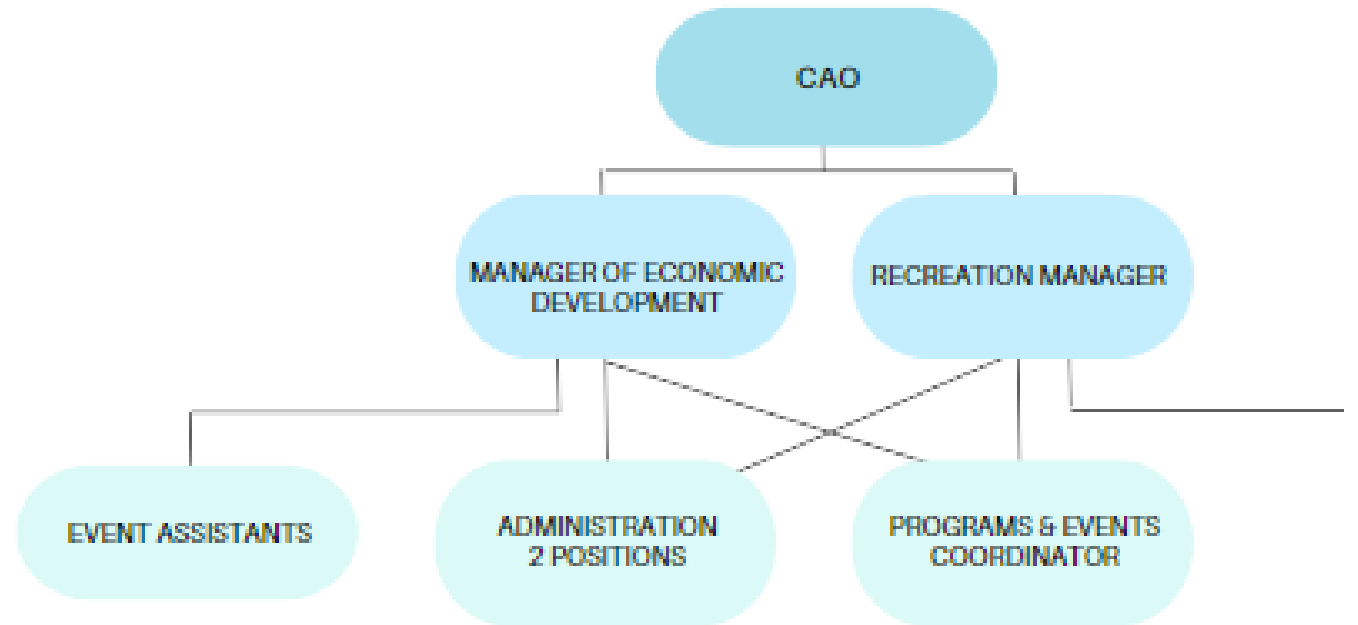 CAO
MANAGER OF ECONOMIC
DEVELOPMENT
RECREATION MANAGER
EVENT ASSISTANTS
ADMINISTRATION
2 POSITIONS
PROGRAMS & EVENTS
COORDINATOR